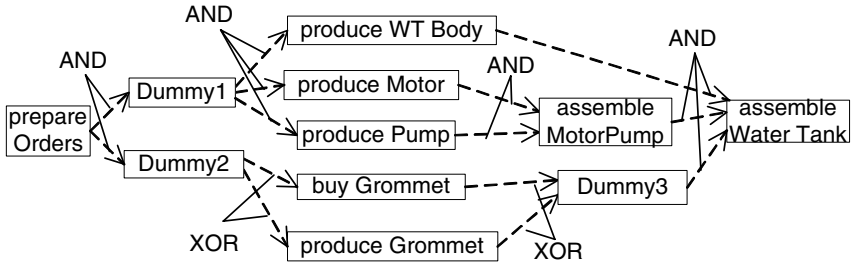 AND
AND
produce WT Body
AND
Dummy1
produce Motor
AND
prepare
Orders
produce Pump
assemble
MotorPump
assemble
Water Tank
Dummy2
buy Grommet
Dummy3
XOR
produce Grommet
XOR